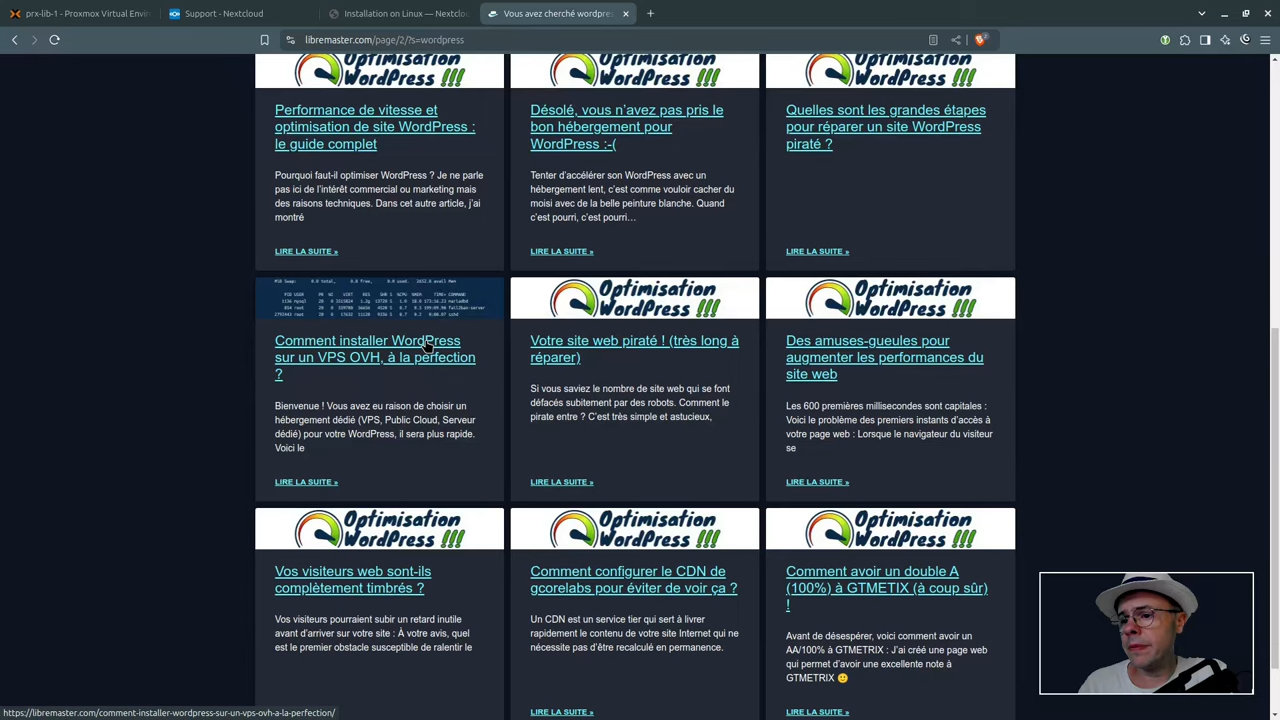 prx-lib-1 - Proxmox Virtual Envir
Support - Nextcloud
Installation on Linux — Nextclou
Vous avez cherché wordpres
libremaster.com/page/2/?s=wordpress
2
Optimisation
WordPress !!!
Optimisation
WordPress !!!
Optimisation
WordPress !!!
Performance de vitesse et
optimisation de site WordPress :
le guide complet
Pourquoi faut-il optimiser WordPress ? Je ne parle
pas ici de l'intérêt commercial ou marketing mais
des raisons techniques. Dans cet autre article, j'ai
montré
LIRE LA SUITE »
Désolé, vous n'avez pas pris le
bon hébergement pour
WordPress :-(
Tenter d'accélérer son WordPress avec un
hébergement lent, c'est comme vouloir cacher du
moisi avec de la belle peinture blanche. Quand
c'est pourri, c'est pourri…
LIRE LA SUITE »
Quelles sont les grandes étapes
pour réparer un site WordPress
piraté ?
LIRE LA SUITE »
PID USER PR NI VIRT RES SHR S %CPU %MEM TIME+ COMMAND
Comment installer WordPress
sur un VPS OVH, à la perfection
?
Bienvenue ! Vous avez eu raison de choisir un
hébergement dédié (VPS, Public Cloud, Serveur
dédié) pour votre WordPress, il sera plus rapide.
Voici le
LIRE LA SUITE »
Optimisation
WordPress !!!
Votre site web piraté ! (très long à
réparer)
Si vous saviez le nombre de site web qui se font
défacés subitement par des robots. Comment le
pirate entre ? C'est très simple et astucieux,
LIRE LA SUITE »
Optimisation
WordPress !!!
Des amuses-gueules pour
augmenter les performances du
site web
Les 600 premières millisecondes sont capitales :
Voici le problème des premiers instants d'accès à
votre page web : Lorsque le navigateur du visiteur
se
LIRE LA SUITE »
Optimisation
WordPress !!!
Vos visiteurs web sont-ils
complètement timbrés ?
Vos visiteurs pourraient subir un retard inutile
avant d'arriver sur votre site : À votre avis, quel
est le premier obstacle susceptible de ralentir le
Optimisation
WordPress !!!
Comment configurer le CDN de
gcorelabs pour éviter de voir ça ?
Un CDN est un service tier qui sert à livrer
rapidement le contenu de votre site Internet qui ne
nécessite pas d'être recalculé en permanence.
LIRE LA SUITE »
Optimisation
WordPress !!!
Comment avoir un double A
(100%) à GTMETIX (à coup sûr)
!
Avant de désespérer, voici comment avoir un
AA/100% à GTMETRIX : J'ai créé une page web
qui permet d'avoir une excellente note à
GTMETRIX 🙂
LIRE LA SUITE »
https://libremaster.com/comment-installer-wordpress-sur-un-vps-ovh-a-la-perfection/